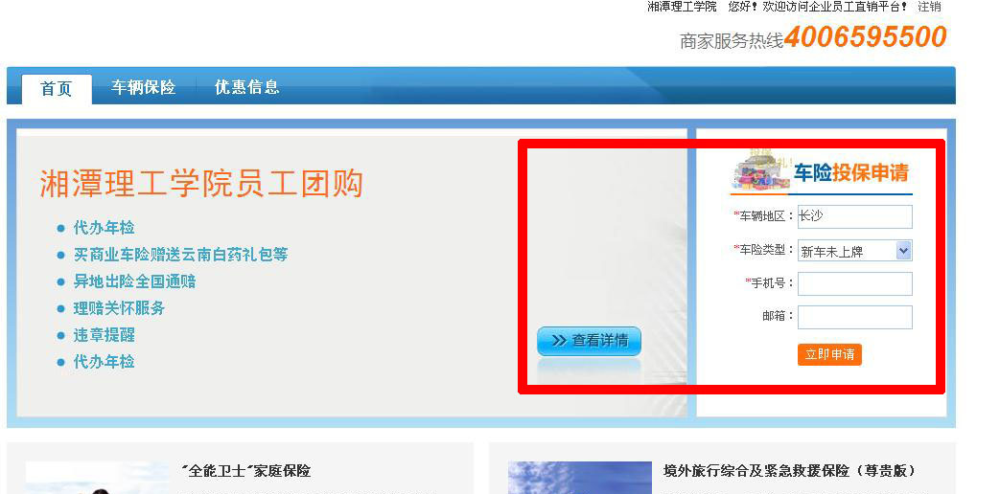 湘潭理工学院 您好！欢迎访问企业员工直销平台！ 注销
商家服务热线4006595500
首页 车辆保险 优惠信息
湘潭理工学院员工团购
代办年检
买商业车险赠送云南白药礼包等
异地出险全国通赔
理赔关怀服务
违章提醒
代办年检
查看详情
车险投保申请
*车辆地区：长沙
*车险类型：新车未上牌
*手机号：
邮箱：
立即申请
"全能卫士"家庭保险
境外旅行综合及紧急救援保险（尊贵版）